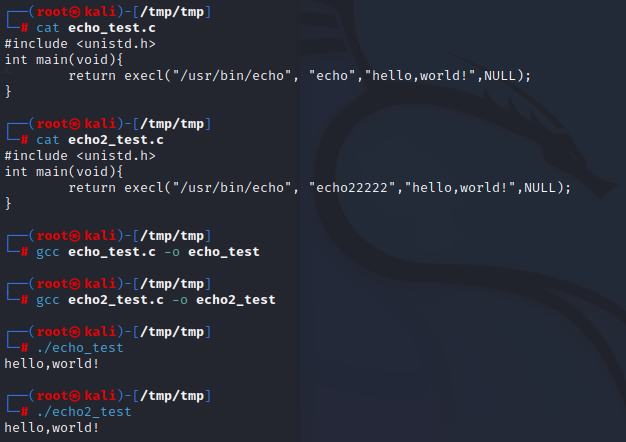 ┌──(root㉿kali)-[/tmp/tmp]
└─# cat echo_test.c
#include <unistd.h>
int main(void){
        return execl("/usr/bin/echo", "echo","hello,world!",NULL);
}
┌──(root㉿kali)-[/tmp/tmp]
└─# cat echo2_test.c
#include <unistd.h>
int main(void){
        return execl("/usr/bin/echo", "echo22222","hello,world!",NULL);
}
┌──(root㉿kali)-[/tmp/tmp]
└─# gcc echo_test.c -o echo_test
┌──(root㉿kali)-[/tmp/tmp]
└─# gcc echo2_test.c -o echo2_test
┌──(root㉿kali)-[/tmp/tmp]
└─# ./echo_test
hello,world!
┌──(root㉿kali)-[/tmp/tmp]
└─# ./echo2_test
hello,world!